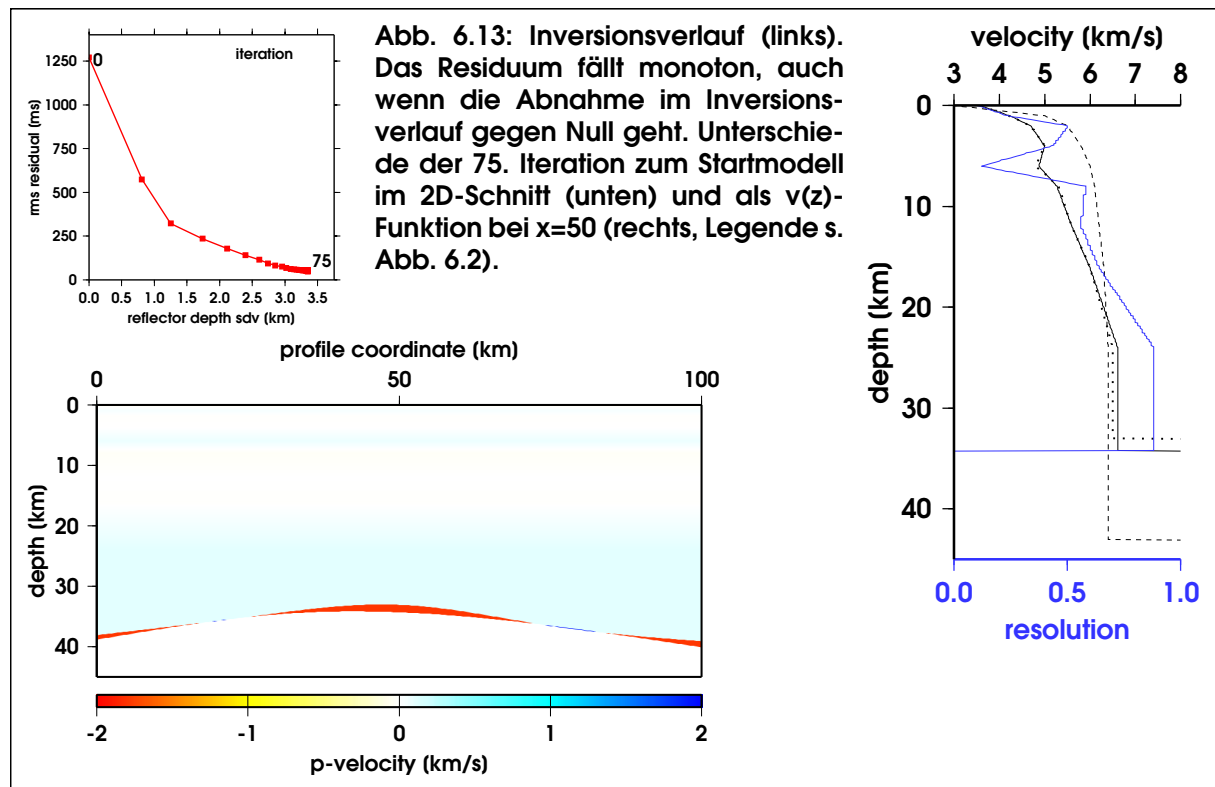 1250
1000
750
500
250
0
rms residual (ms)
0
iteration
75
0.0 0.5 1.0 1.5 2.0 2.5 3.0 3.5
reflector depth sdv (km)
Abb. 6.13: Inversionsverlauf (links).
Das Residuum fällt monoton, auch
wenn die Abnahme im Inversions-
verlauf gegen Null geht. Unterschie-
de der 75. Iteration zum Startmodell
im 2D-Schnitt (unten) und als v(z)-
Funktion bei x=50 (rechts, Legende s.
Abb. 6.2).
velocity (km/s)
3 4 5 6 7 8
0
10
20
30
40
depth (km)
0.0 0.5 1.0
resolution
profile coordinate (km)
0 50 100
0
10
20
30
40
depth (km)
-2 -1 0 1 2
p-velocity (km/s)